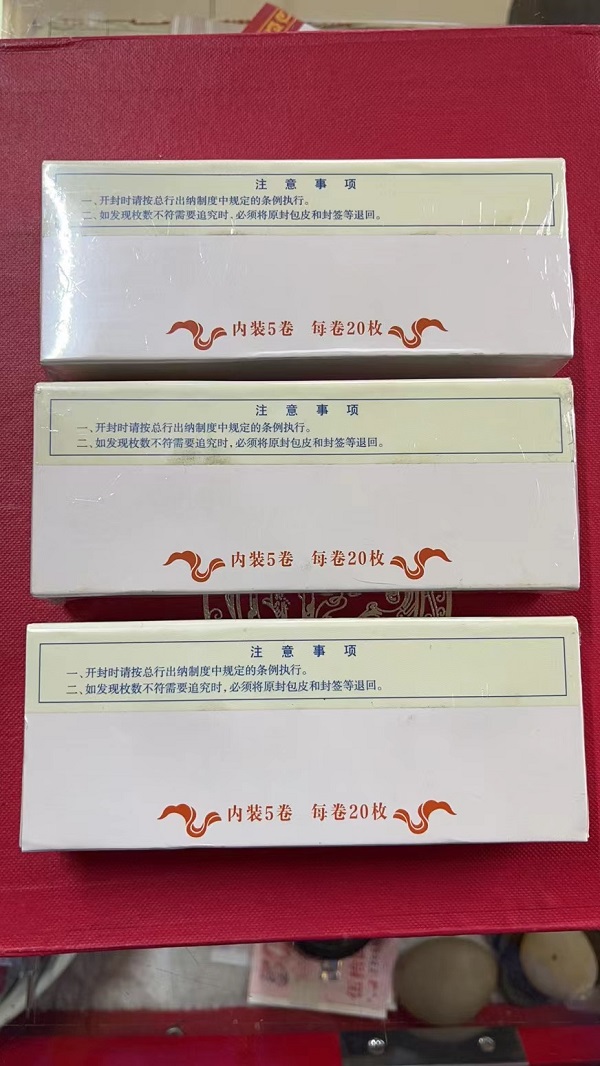 注意事项
一、开封时请按总行出纳制度中规定的条例执行。
二、如发现枚数不符需要追究时，必须将原封包皮和封签等退回。
内装5卷 每卷20枚
注意事项
一、开封时请按总行出纳制度中规定的条例执行。
二、如发现枚数不符需要追究时，必须将原封包皮和封签等退回。
内装5卷 每卷20枚
注意事项
一、开封时请按总行出纳制度中规定的条例执行。
二、如发现枚数不符需要追究时，必须将原封包皮和封签等退回。
内装5卷 每卷20枚